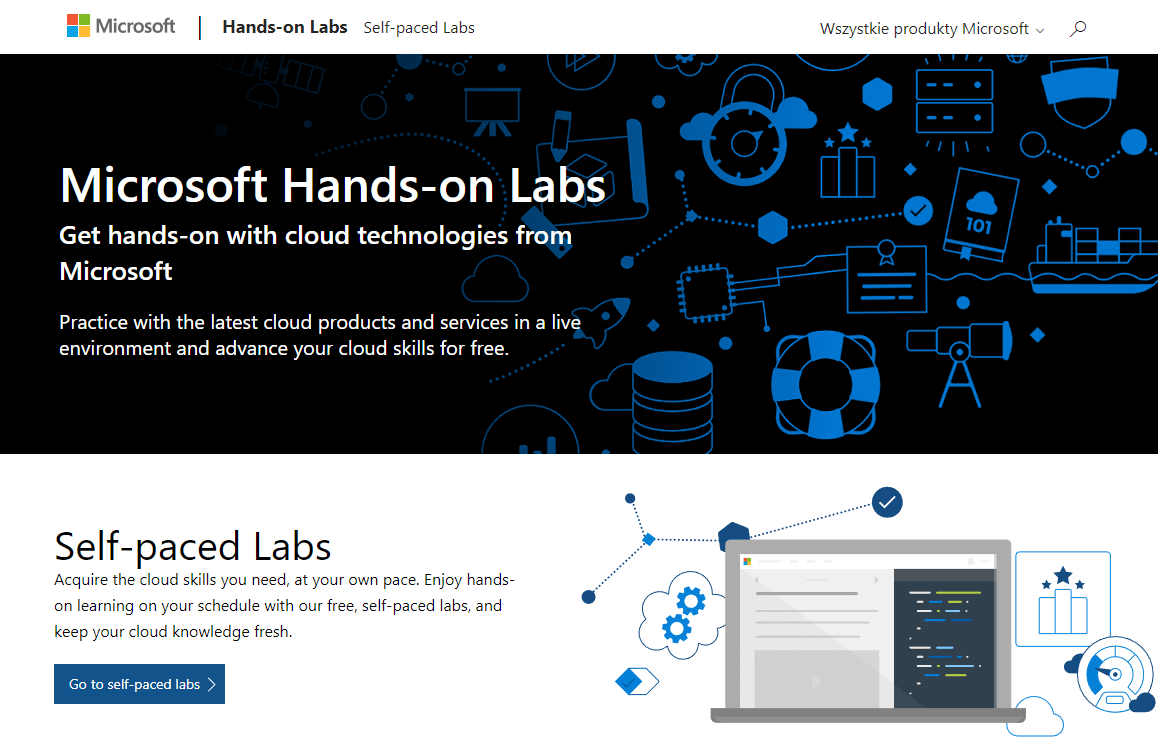 Microsoft
Hands-on Labs
Self-paced Labs
Wszystkie produkty Microsoft
Microsoft Hands-on Labs
Get hands-on with cloud technologies from
Microsoft
Practice with the latest cloud products and services in a live
environment and advance your cloud skills for free.
101
Self-paced Labs
Acquire the cloud skills you need, at your own pace. Enjoy hands-
on learning on your schedule with our free, self-paced labs, and
keep your cloud knowledge fresh.
Go to self-paced labs